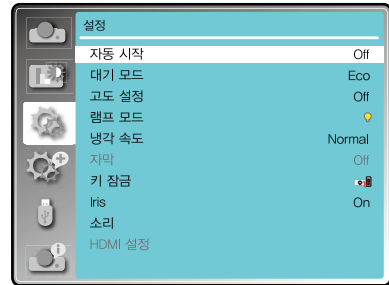 설정
자동 시작 Off
대기 모드 Eco
고도 설정 Off
램프 모드
냉각 속도 Normal
자막 Off
키 잠금
Iris On
소리
HDMI 설정